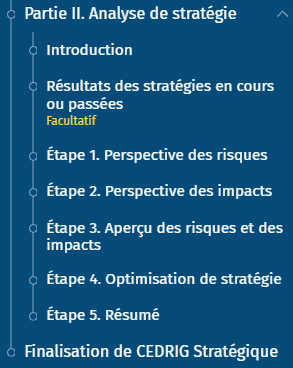 Partie II. Analyse de stratégie
Introduction
Résultats des stratégies en cours
ou passées
Facultatif
Étape 1. Perspective des risques
Étape 2. Perspective des impacts
Étape 3. Aperçu des risques et des
impacts
Étape 4. Optimisation de stratégie
Étape 5. Résumé
Finalisation de CEDRIG Stratégique